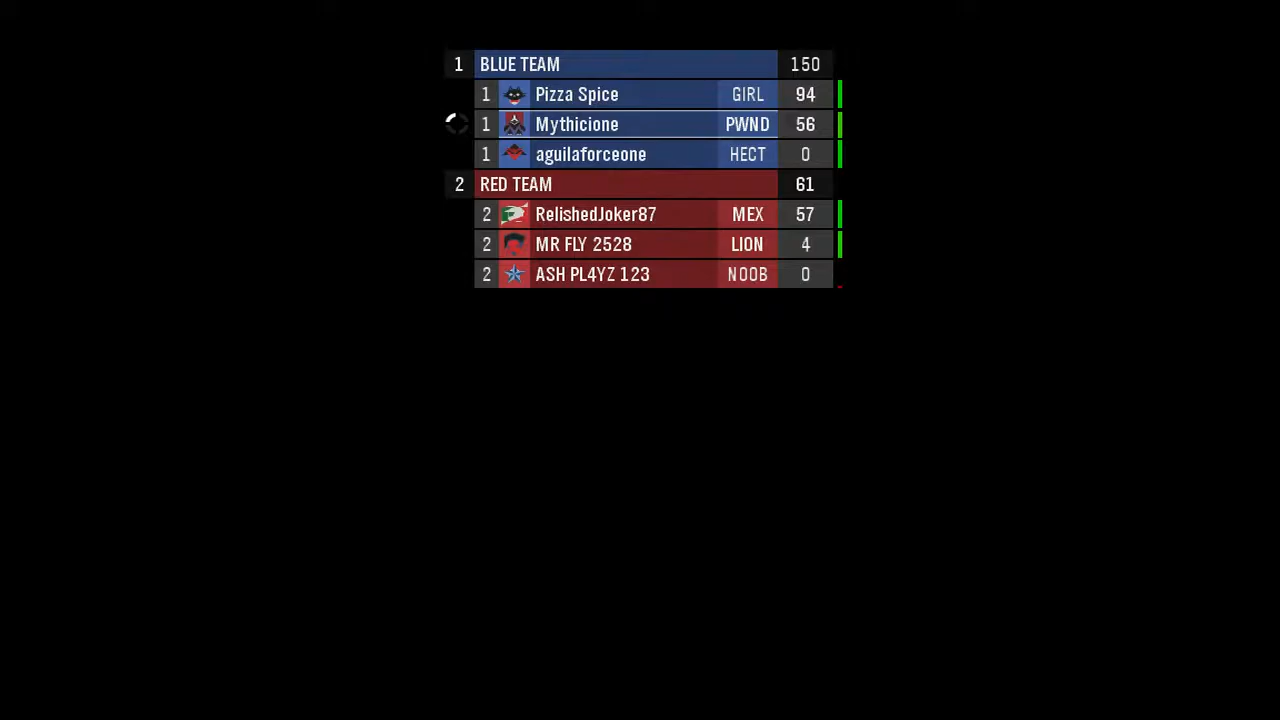 1 BLUE TEAM 150
1 Pizza Spice GIRL 94
1 Mythicione PWND 56
1 aguilaforceone HECT 0
2 RED TEAM 61
2 RelishedJoker87 MEX 57
2 MR FLY 2528 LION 4
2 ASH PL4YZ 123 NOOB 0